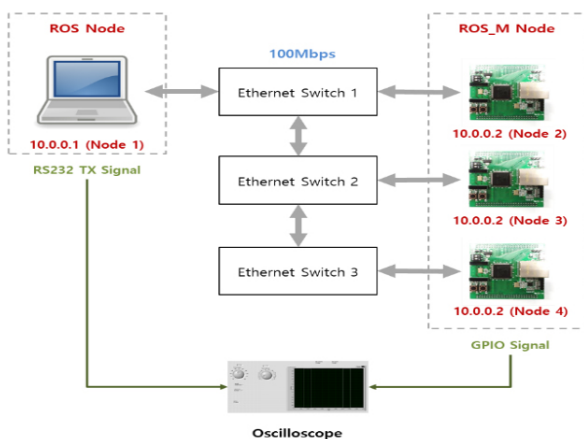 ROS Node
ROS_M Node
100Mbps
Ethernet Switch 1
10.0.0.1 (Node 1)
10.0.0.2 (Node 2)
RS232 TX Signal
Ethernet Switch 2
10.0.0.2 (Node 3)
Ethernet Switch 3
10.0.0.2 (Node 4)
GPIO Signal
Oscilloscope